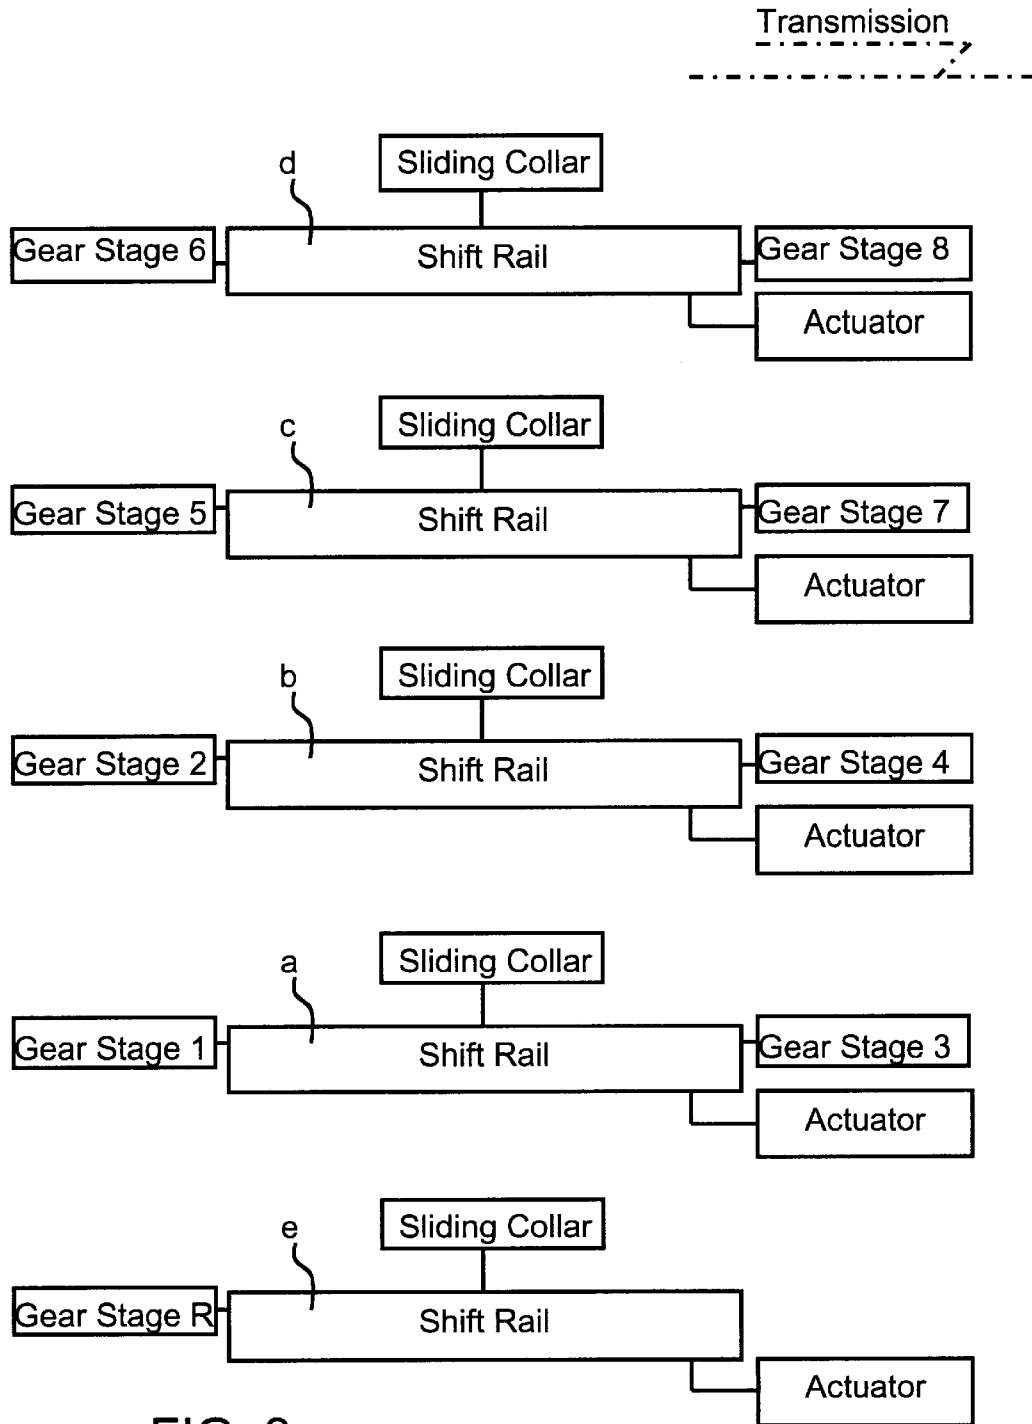 Transmission
d
Sliding Collar
Gear Stage 6
Shift Rail
Gear Stage 8
Actuator
c
Sliding Collar
Gear Stage 5
Shift Rail
Gear Stage 7
Actuator
b
Sliding Collar
Gear Stage 2
Shift Rail
Gear Stage 4
Actuator
a
Sliding Collar
Gear Stage 1
Shift Rail
Gear Stage 3
Actuator
e
Sliding Collar
Gear Stage R
Shift Rail
Actuator
FIG.